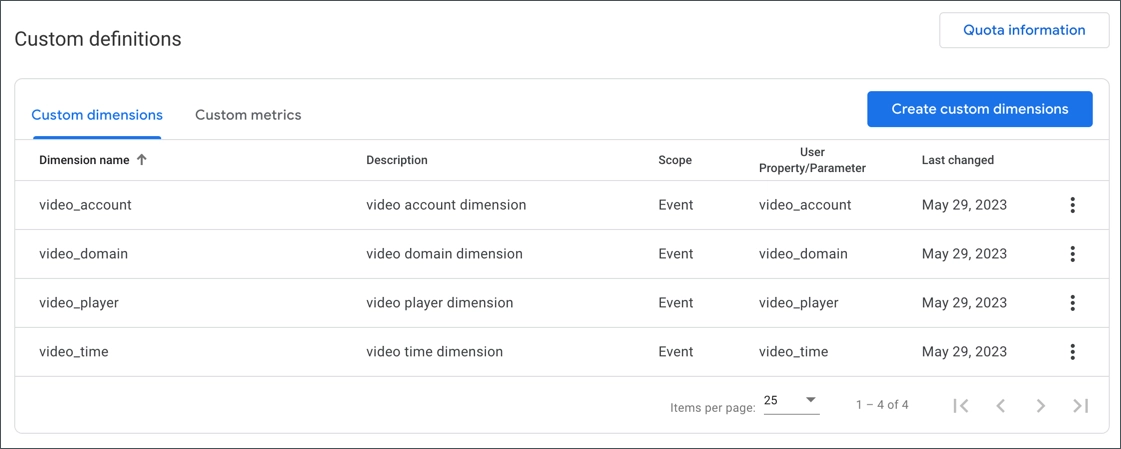 Custom definitions
Quota information
Custom dimensions Custom metrics Create custom dimensions
Dimension name Description Scope User Property/Parameter Last changed
video_account video account dimension Event video_account May 29, 2023
video_domain video domain dimension Event video_domain May 29, 2023
video_player video player dimension Event video_player May 29, 2023
video_time video time dimension Event video_time May 29, 2023
Items per page: 25 1 – 4 of 4